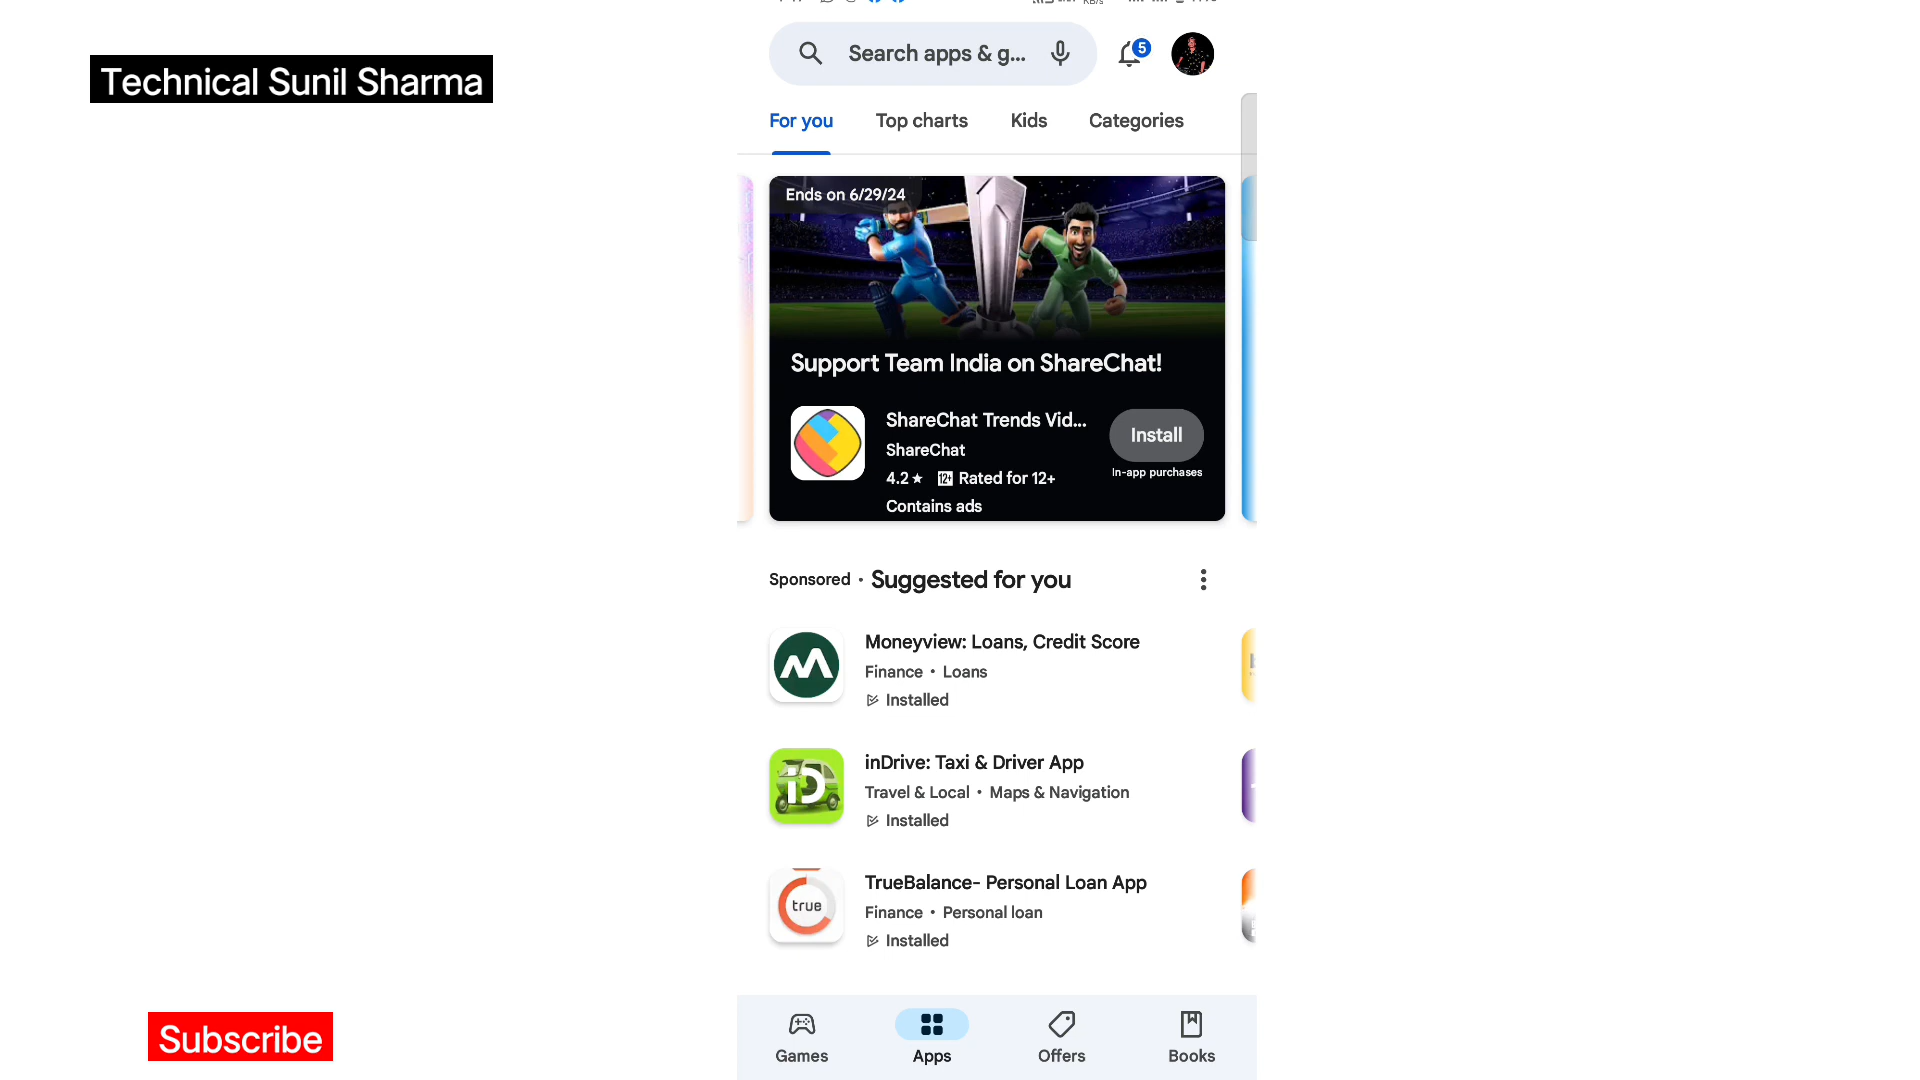 Technical Sunil Sharma
Search apps & g...
5
For you
Top charts
Kids
Categories
Ends on 6/29/24
Support Team India on ShareChat!
ShareChat Trends Vid...
ShareChat
4.2★ 12+ Rated for 12+
Contains ads
Install
In-app purchases
Sponsored • Suggested for you
Moneyview: Loans, Credit Score
Finance • Loans
Installed
iD
inDrive: Taxi & Driver App
Travel & Local • Maps & Navigation
Installed
true
TrueBalance- Personal Loan App
Finance • Personal loan
Installed
Games
Apps
Offers
Books
Subscribe